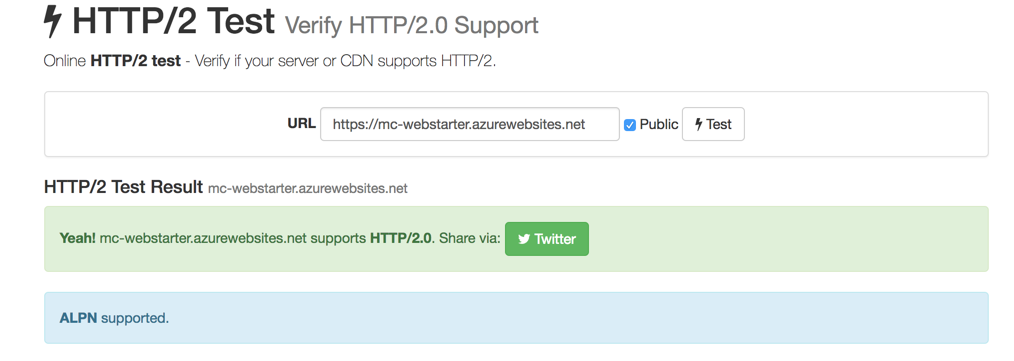 HTTP/2 Test Verify HTTP/2.0 Support
Online HTTP/2 test - Verify if your server or CDN supports HTTP/2.
URL https://mc-webstarter.azurewebsites.net Public Test
HTTP/2 Test Result mc-webstarter.azurewebsites.net
Yeah! mc-webstarter.azurewebsites.net supports HTTP/2.0. Share via: Twitter
ALPN supported.